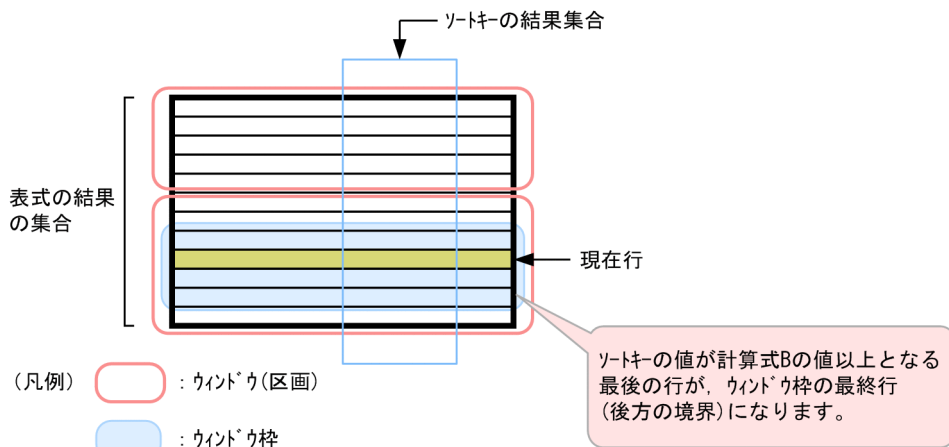 ソートキーの結果集合
表式の結果
の集合
現在行
ソートキーの値が計算式Bの値以上となる
最後の行が，ウィンドウ枠の最終行
(後方の境界)になります。
(凡例)
：ウィンドウ(区画)
：ウィンドウ枠